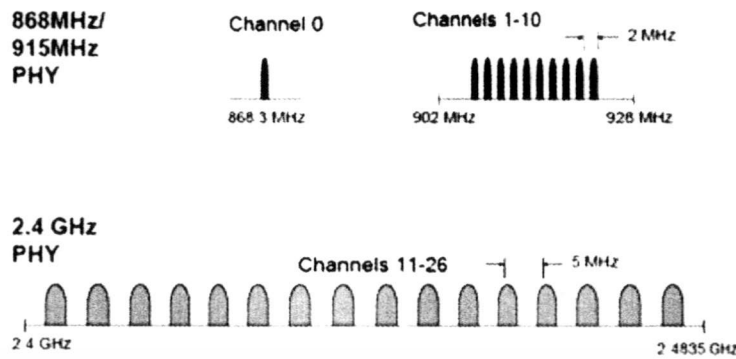 868MHz/
915MHz
PHY
Channel 0
868.3 MHz
Channels 1-10
2 MHz
902 MHz
928 MHz
2.4 GHz
PHY
Channels 11-26
5 MHz
2.4 GHz
2.4835 GHz